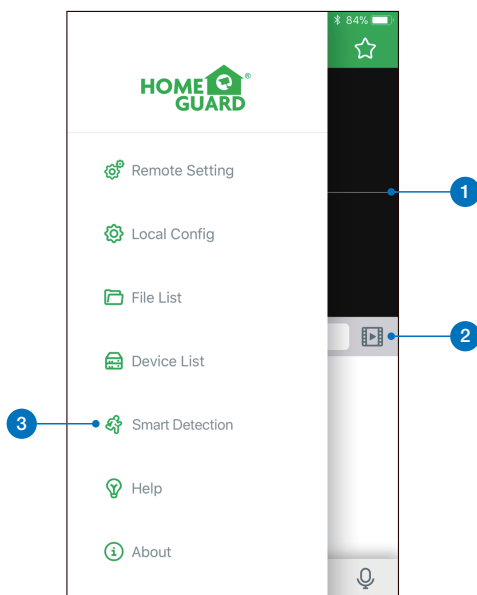 84%
HOME ®
GUARD
Remote Setting
1
Local Config
File List
2
Device List
3
Smart Detection
Help
About